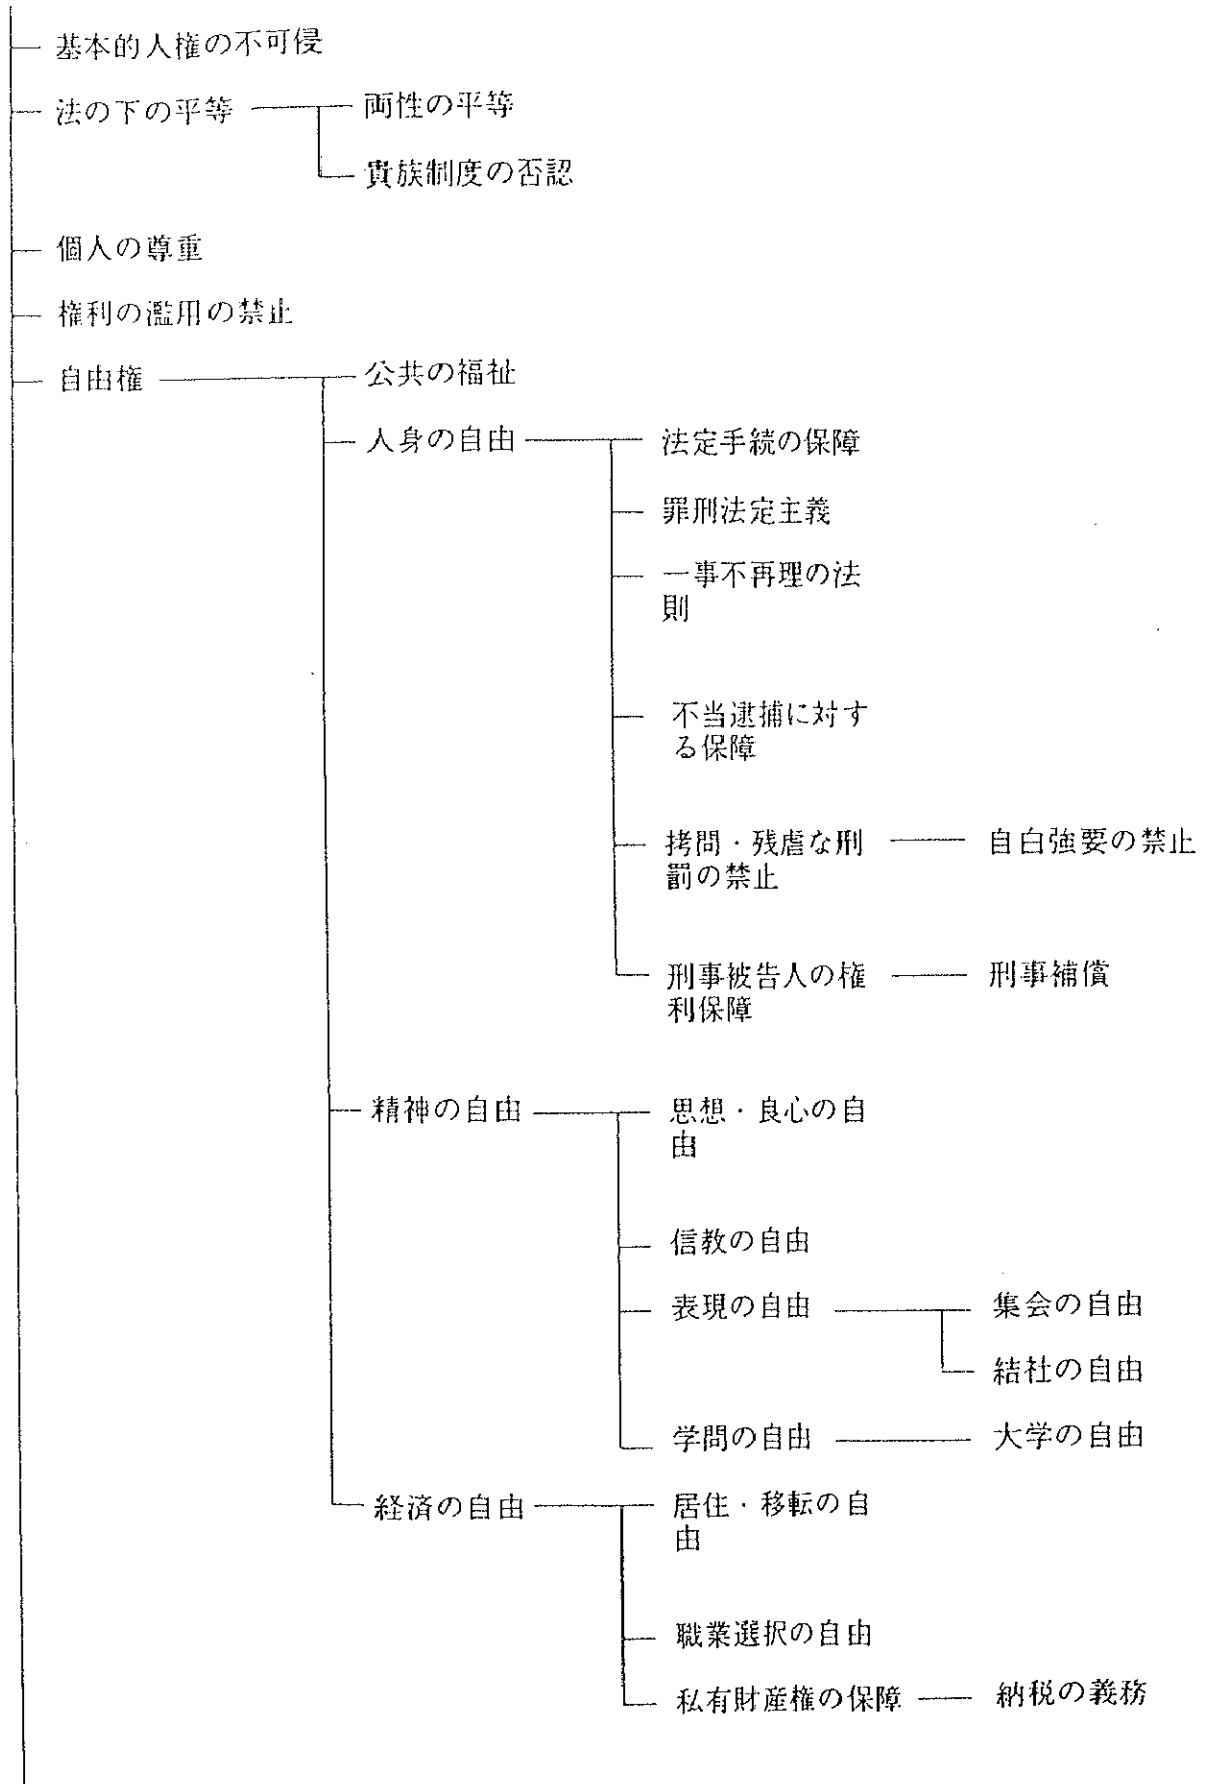 基本的人権の不可侵
法の下の平等
両性の平等
貴族制度の否認
個人の尊重
権利の濫用の禁止
自由権
公共の福祉
人身の自由
法定手続の保障
罪刑法定主義
一事不再理の法
則
不当逮捕に対す
る保障
拷問・残虐な刑
罰の禁止
自白強要の禁止
刑事被告人の権
利保障
刑事補償
精神の自由
思想・良心の自
由
信教の自由
表現の自由
集会の自由
結社の自由
学問の自由
大学の自由
経済の自由
居住・移転の自
由
職業選択の自由
私有財産権の保障
納税の義務